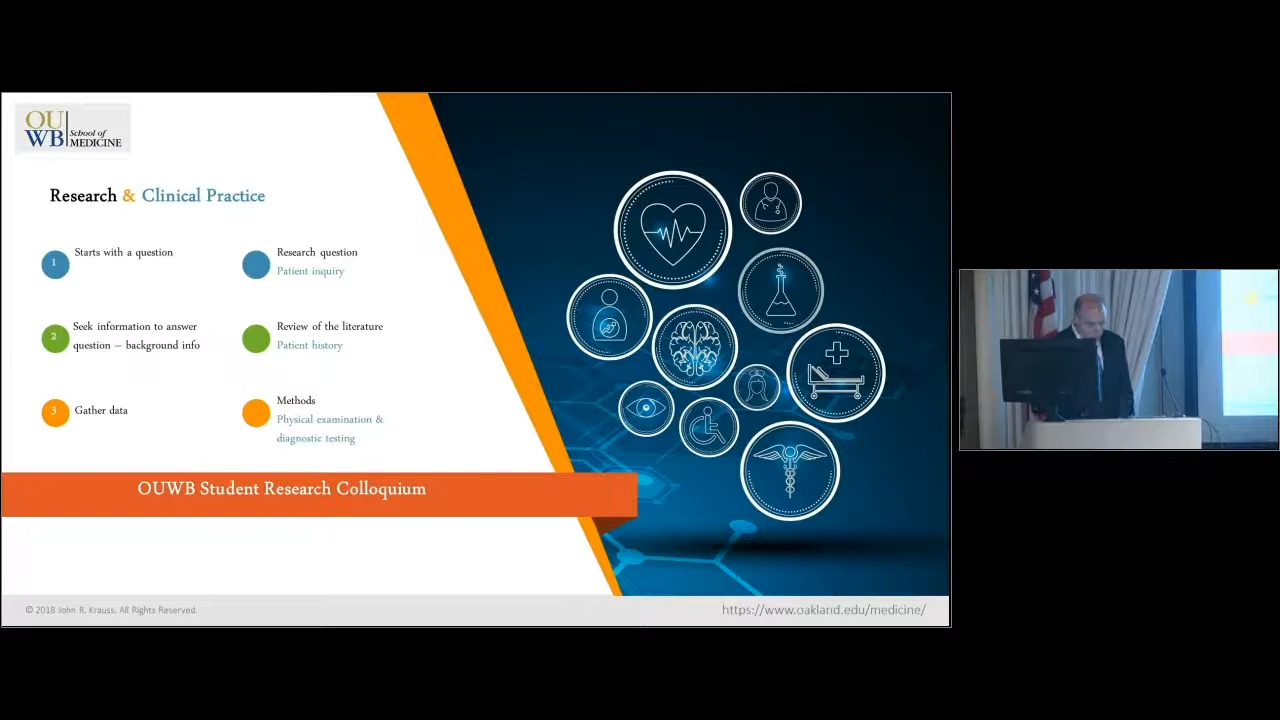 OU
WB
School of
MEDICINE
Research & Clinical Practice
1
Starts with a question
Research question
Patient inquiry
2
Seek information to answer
question – background info
Review of the literature
Patient history
3
Gather data
Methods
Physical examination &
diagnostic testing
OUWB Student Research Colloquium
© 2018 John R. Krauss, All Rights Reserved.
https://www.oakland.edu/medicine/